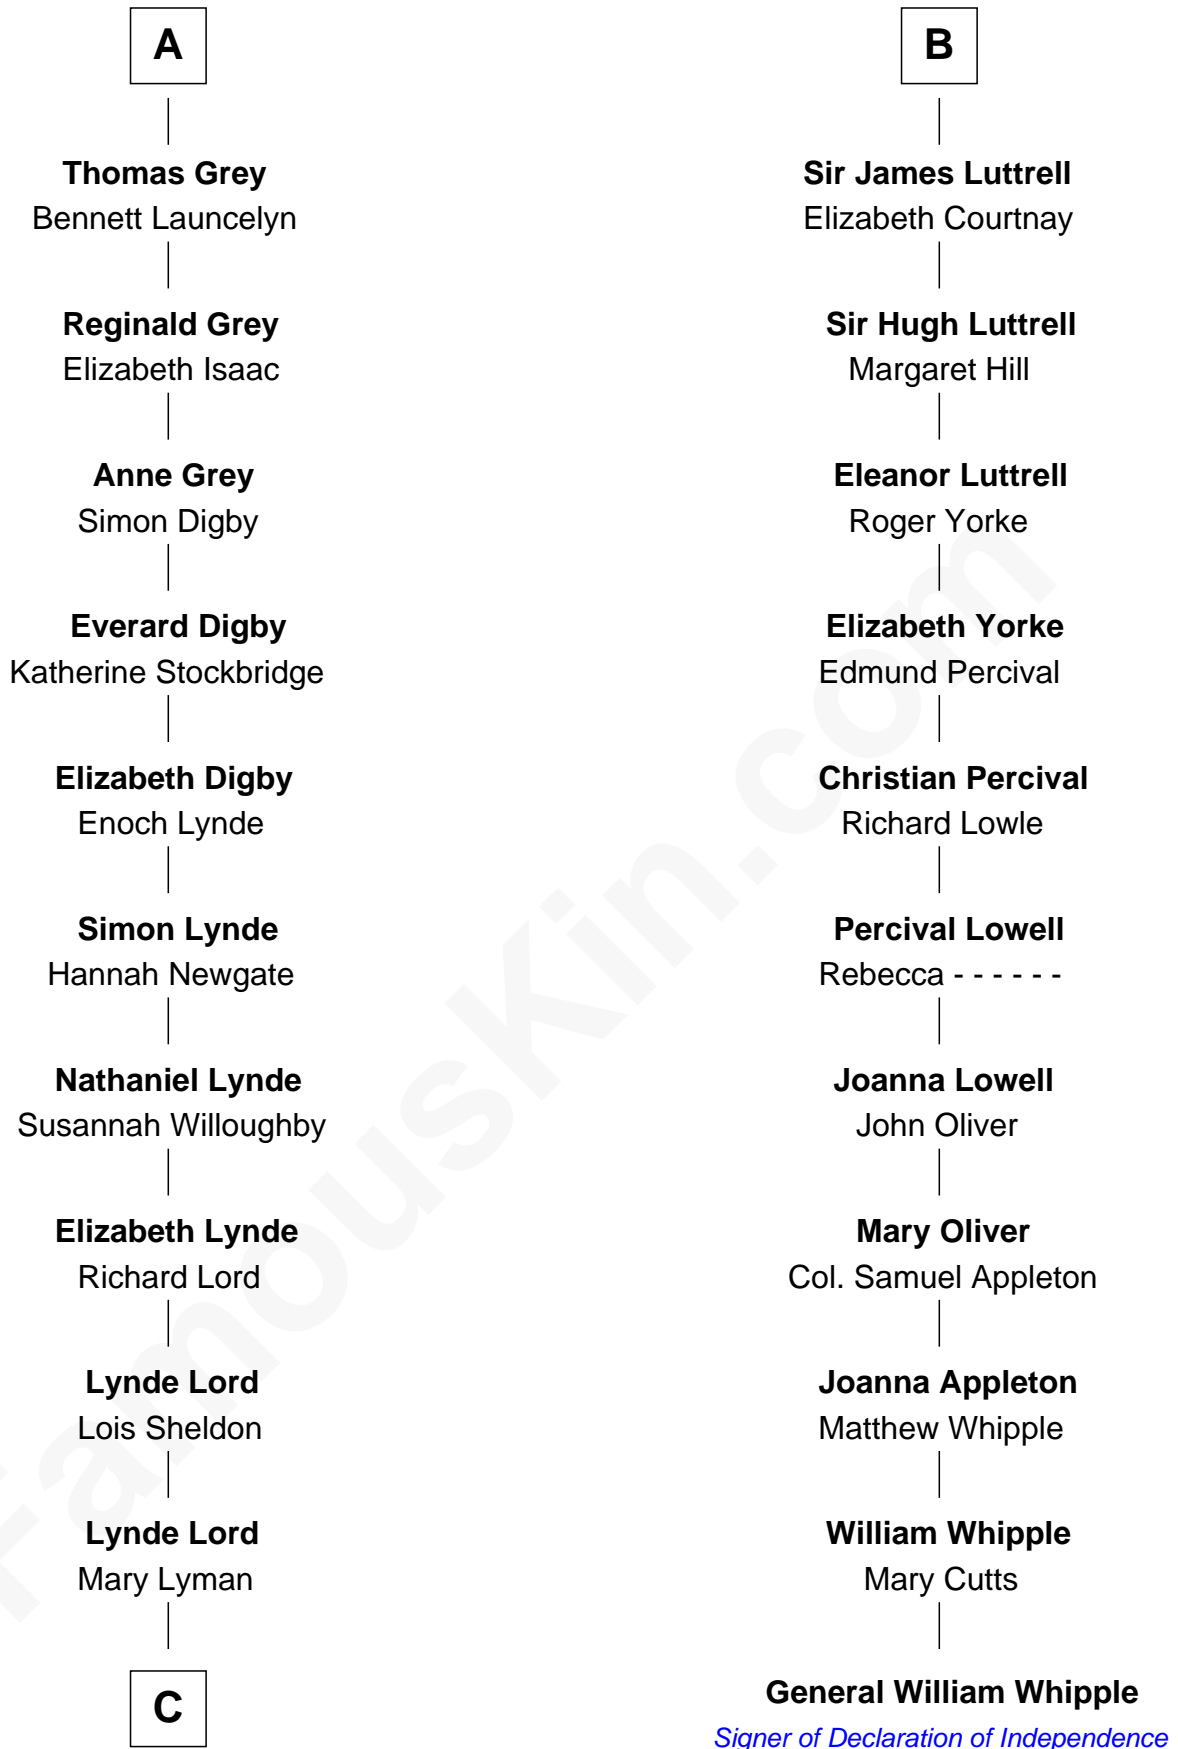 A
Thomas Grey
Bennett Launcelyn
Reginald Grey
Elizabeth Isaac
Anne Grey
Simon Digby
Everard Digby
Katherine Stockbridge
Elizabeth Digby
Enoch Lynde
Simon Lynde
Hannah Newgate
Nathaniel Lynde
Susannah Willoughby
Elizabeth Lynde
Richard Lord
Lynde Lord
Lois Sheldon
Lynde Lord
Mary Lyman
C
B
Sir James Luttrell
Elizabeth Courtnay
Sir Hugh Luttrell
Margaret Hill
Eleanor Luttrell
Roger Yorke
Elizabeth Yorke
Edmund Percival
Christian Percival
Richard Lowle
Percival Lowell
Rebecca - - - - - -
Joanna Lowell
John Oliver
Mary Oliver
Col. Samuel Appleton
Joanna Appleton
Matthew Whipple
William Whipple
Mary Cutts
General William Whipple
Signer of Declaration of Independence
FamousKin.com